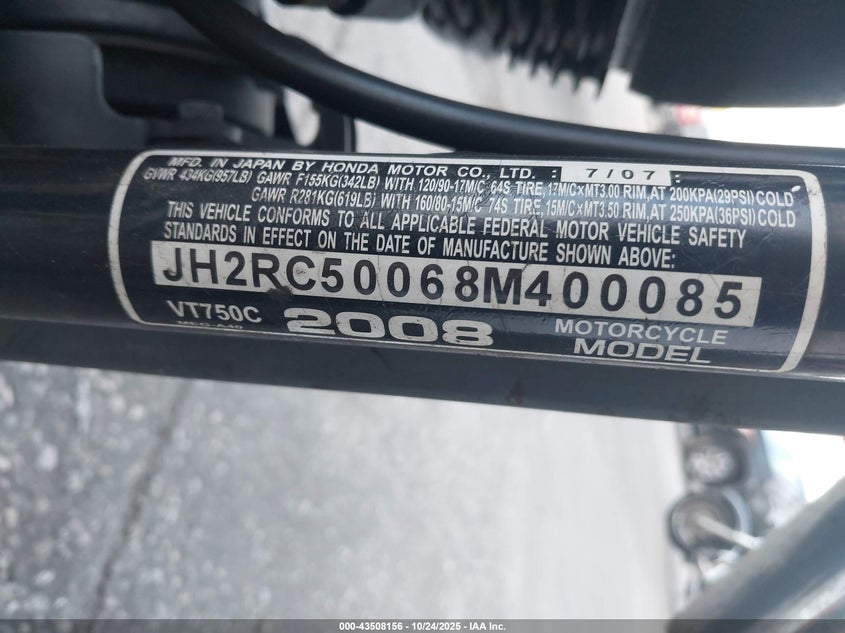 MFD. IN JAPAN BY HONDA MOTOR CO., LTD. : 7/07 :
GVWR 434KG(957LB) GAWR F155KG(342LB) WITH 120/90-17M/C 64S TIRE, 17M/C×MT3.00 RIM, AT 200KPA(29PSI) COLD
GAWR R281KG(619LB) WITH 160/80-15M/C 74S TIRE, 15M/C×MT3.50 RIM, AT 250KPA(36PSI) COLD
THIS VEHICLE CONFORMS TO ALL APPLICABLE FEDERAL MOTOR VEHICLE SAFETY
STANDARDS IN EFFECT ON THE DATE OF MANUFACTURE SHOWN ABOVE:
JH2RC50068M400085
VT750C 2008 MOTORCYCLE
MFG-A40 MODEL
000-43508156 • 10/24/2025 • IAA Inc.